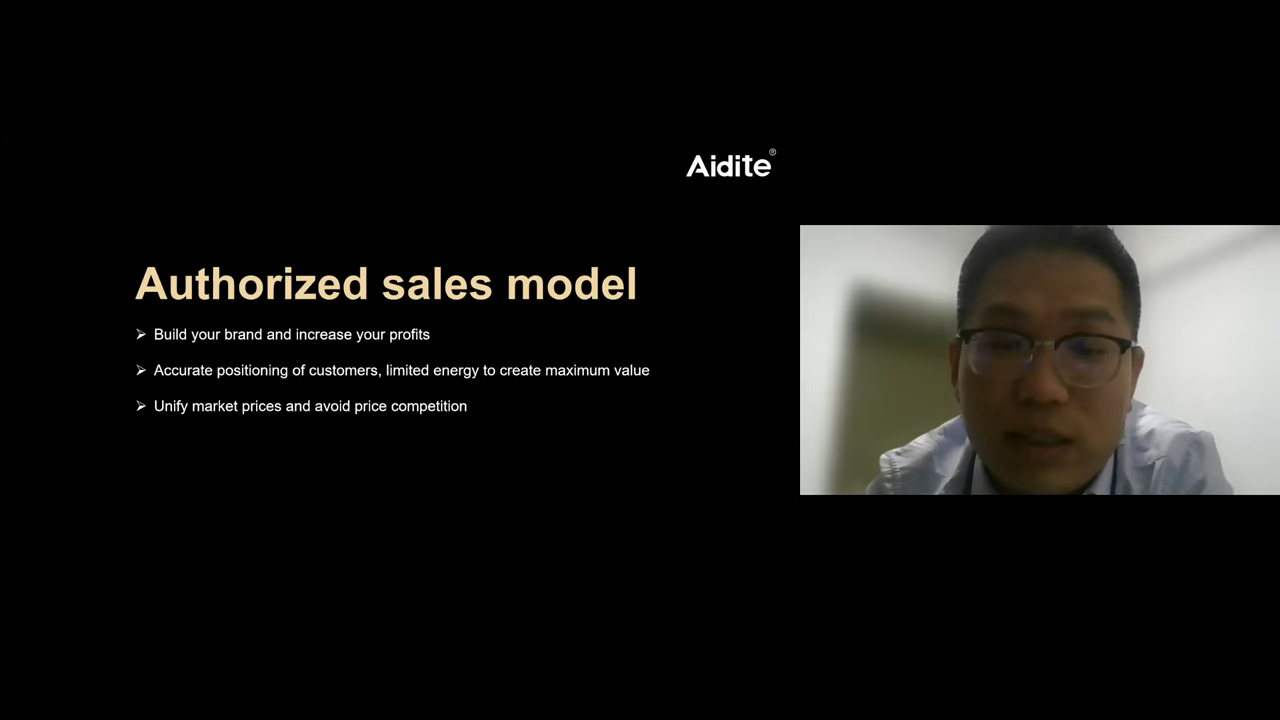 Aidite®
Authorized sales model
➢ Build your brand and increase your profits
➢ Accurate positioning of customers, limited energy to create maximum value
➢ Unify market prices and avoid price competition